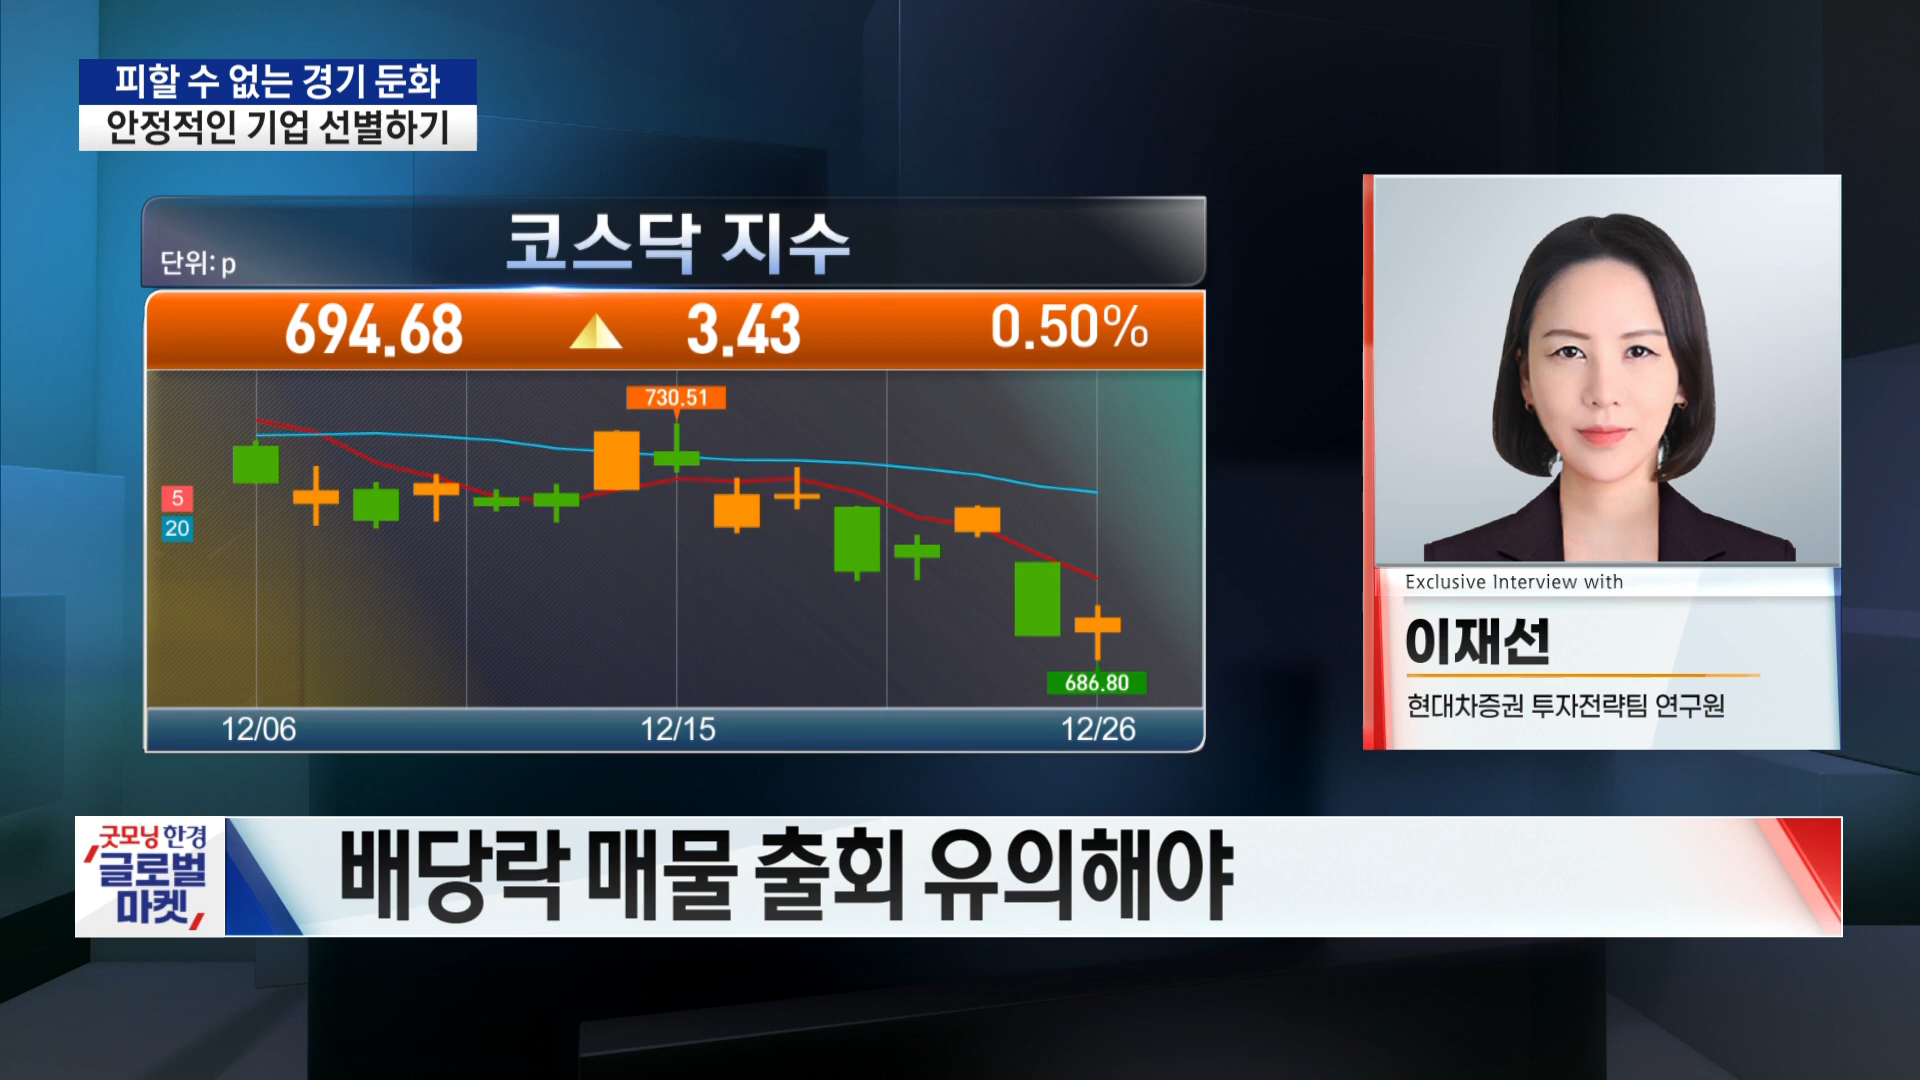 피할 수 없는 경기 둔화
안정적인 기업 선별하기
코스닥 지수
단위: p
694.68 ▲ 3.43 0.50%
730.51
5
20
686.80
12/06 12/15 12/26
Exclusive Interview with
이재선
현대차증권 투자전략팀 연구원
굿모닝 한경
글로벌
마켓
배당락 매물 출회 유의해야